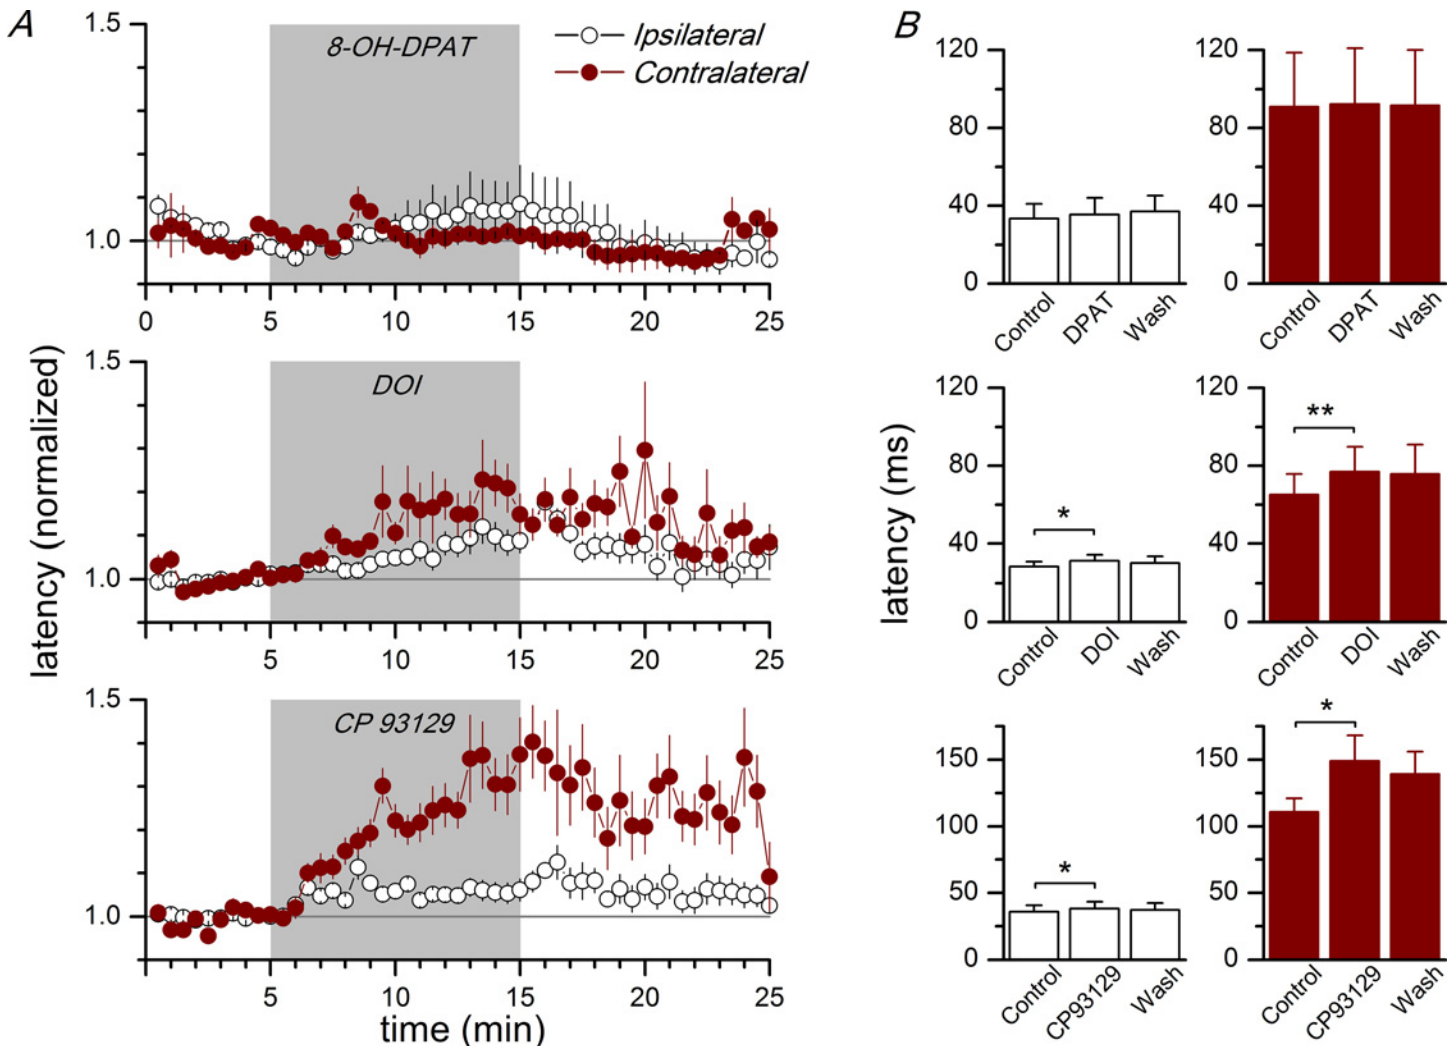 A
B
8-OH-DPAT
Ipsilateral
Contralateral
1.5
1.0
0 5 10 15 20 25
DOI
1.5
1.0
5 10 15 20 25
CP 93129
1.5
1.0
5 10 15 20 25
latency (normalized)
time (min)
latency (ms)
120
80
40
0
Control DPAT Wash
120
80
40
0
Control DPAT Wash
120
80
40
0
*
Control DOI Wash
120
80
40
0
**
Control DOI Wash
150
100
50
0
*
Control CP93129 Wash
150
100
50
0
*
Control CP93129 Wash